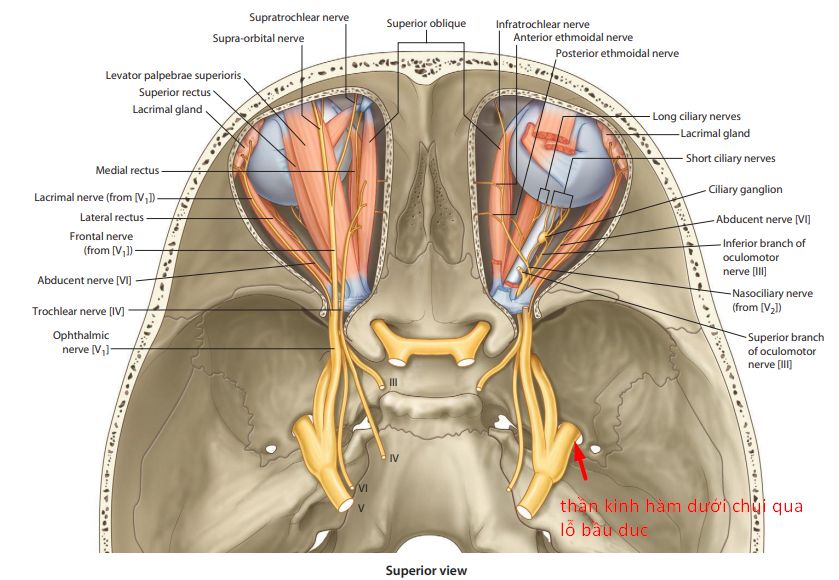 Supratrochlear nerve
Supra-orbital nerve
Superior oblique
Infratrochlear nerve
Anterior ethmoidal nerve
Posterior ethmoidal nerve
Levator palpebrae superioris
Superior rectus
Lacrimal gland
Medial rectus
Lacrimal nerve (from [V1])
Lateral rectus
Frontal nerve
(from [V1])
Abducent nerve [VI]
Trochlear nerve [IV]
Ophthalmic
nerve [V1]
Long ciliary nerves
Lacrimal gland
Short ciliary nerves
Ciliary ganglion
Abducent nerve [VI]
Inferior branch of
oculomotor
nerve [III]
Nasociliary nerve
(from [V2])
Superior branch
of oculomotor
nerve [III]
III
IV
VI
V
thần kinh hàm dưới chui qua
lỗ bầu dục
Superior view